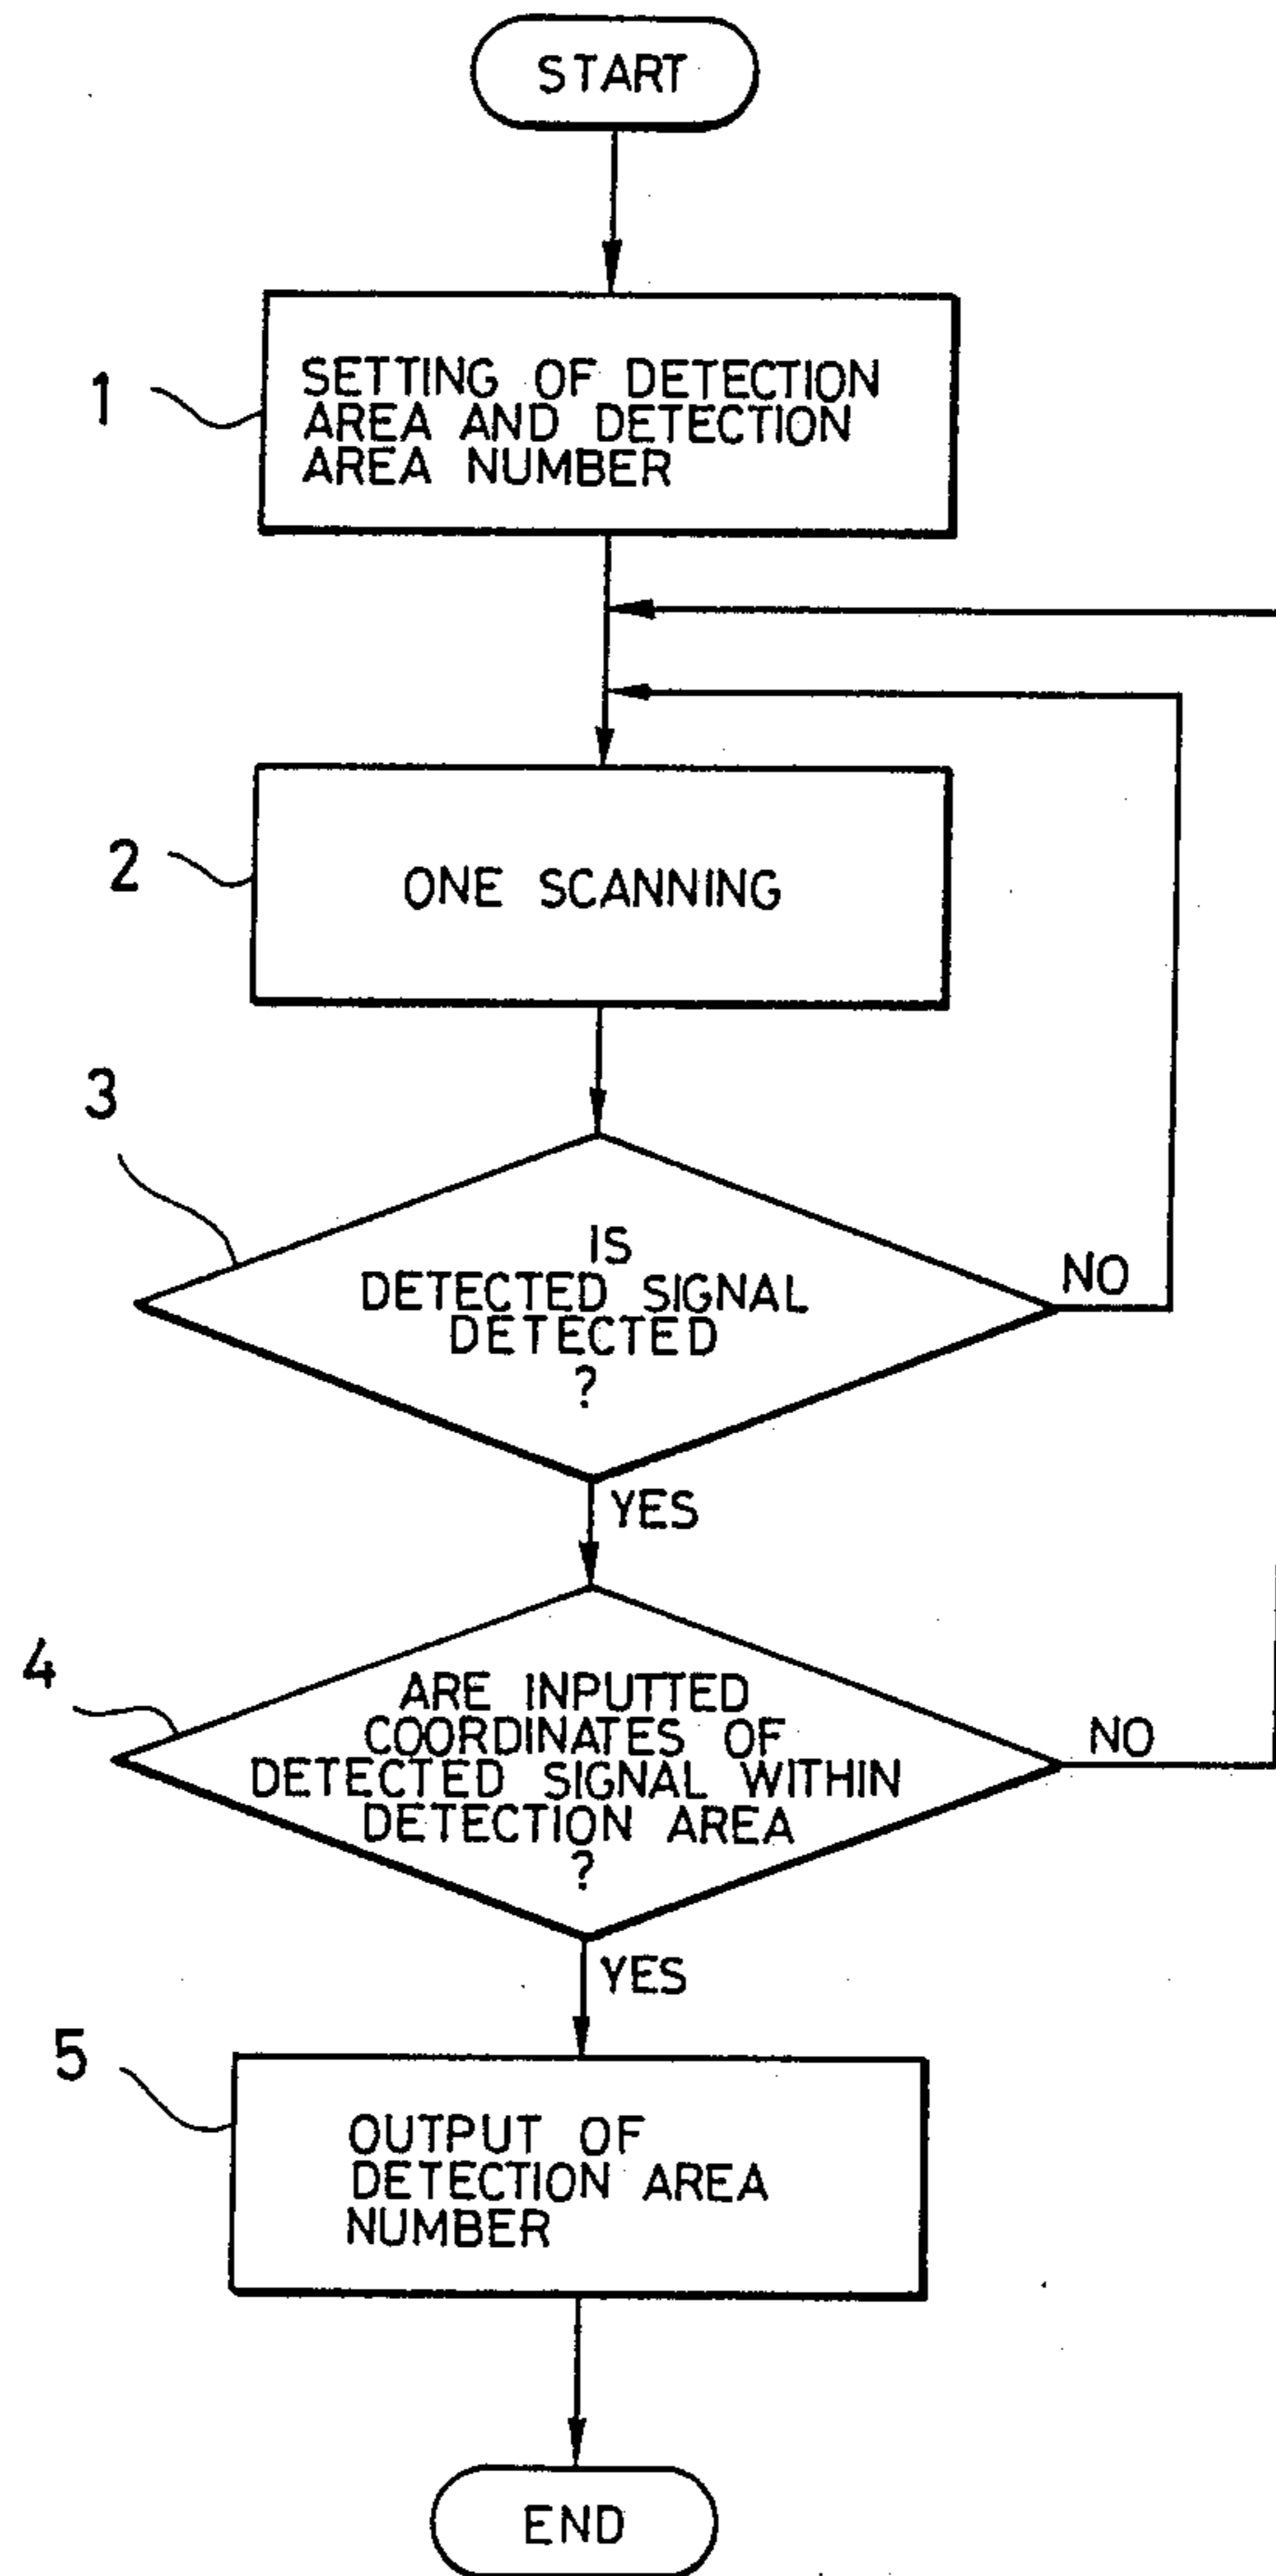 START
1
SETTING OF DETECTION
AREA AND DETECTION
AREA NUMBER
2
ONE SCANNING
3
IS
DETECTED SIGNAL
DETECTED
?
NO
YES
4
ARE INPUTTED
COORDINATES OF
DETECTED SIGNAL WITHIN
DETECTION AREA
?
NO
YES
5
OUTPUT OF
DETECTION AREA
NUMBER
END